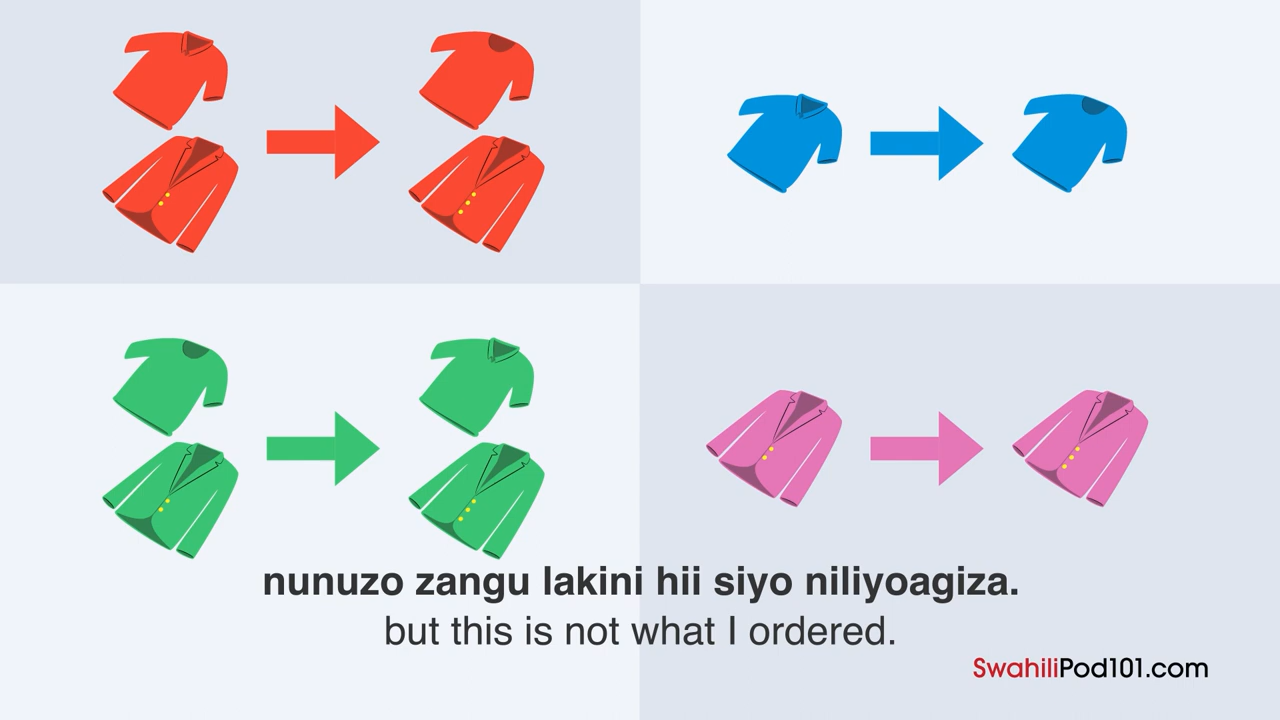 nunuzo zangu lakini hii siyo niliyoagiza.
but this is not what I ordered.
SwahiliPod101.com